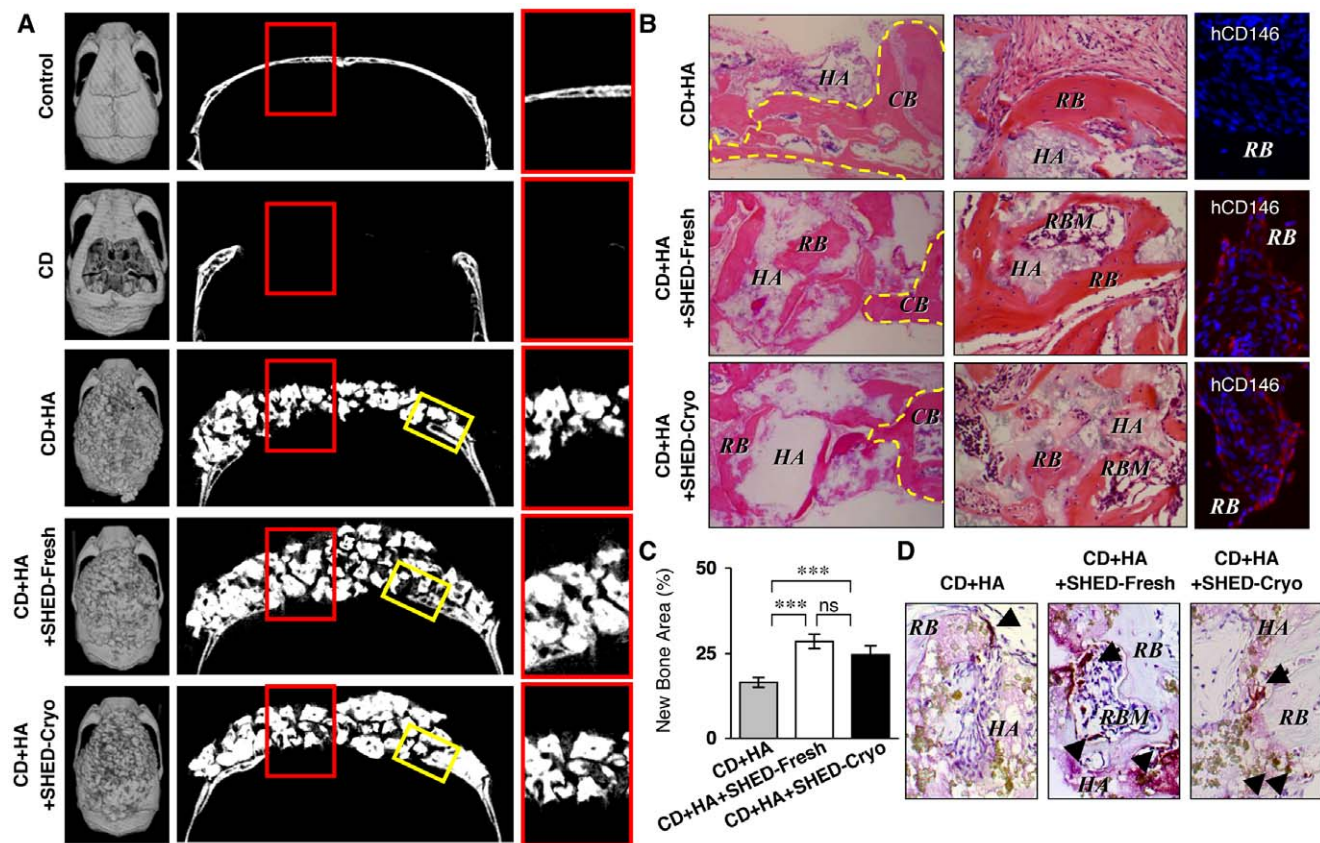 A
Control
CD
CD+HA
CD+HA
+SHED-Fresh
CD+HA
+SHED-Cryo
B
CD+HA
HA
CB
RB
HA
hCD146
RB
CD+HA
+SHED-Fresh
RB
HA
CB
RBM
HA
RB
hCD146
RB
CD+HA
+SHED-Cryo
CB
RB
HA
HA
RB
RBM
hCD146
RB
C
New Bone Area (%)
50
25
0
***
***
ns
CD+HA
CD+HA+SHED-Fresh
CD+HA+SHED-Cryo
D
CD+HA
CD+HA
+SHED-Fresh
CD+HA
+SHED-Cryo
RB
HA
RB
RBM
HA
HA
RB